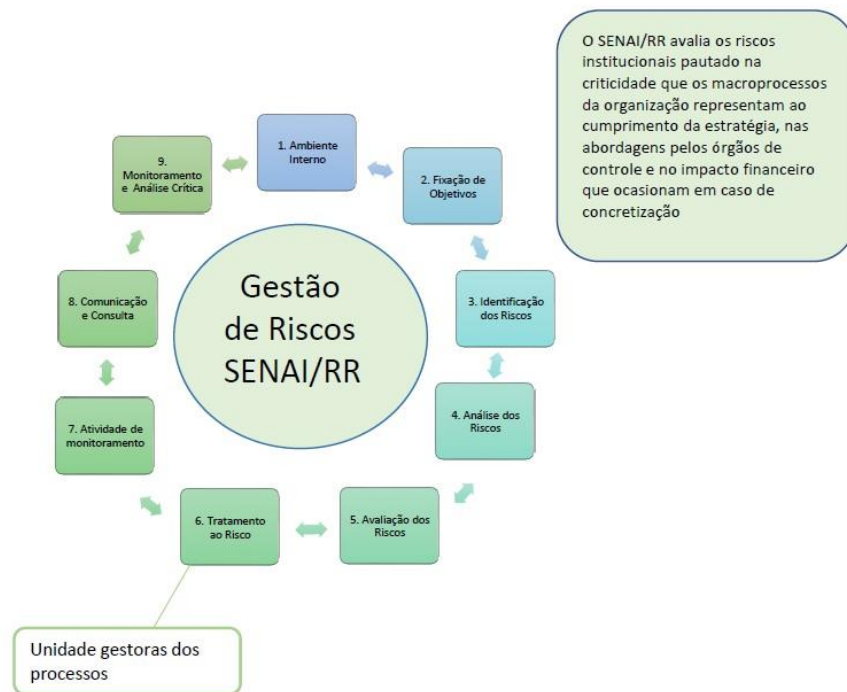 O SENAI/RR avalia os riscos
institucionais pautado na
criticidade que os macroprocessos
da organização representam ao
cumprimento da estratégia, nas
abordagens pelos órgãos de
controle e no impacto financeiro
que ocasionam em caso de
concretização
1. Ambiente
Interno
2. Fixação de
Objetivos
3. Identificação
dos Riscos
4. Análise dos
Riscos
5. Avaliação dos
Riscos
6. Tratamento
ao Risco
7. Atividade de
monitoramento
8. Comunicação
e Consulta
9.
Monitoramento
e Análise Crítica
Gestão
de Riscos
SENAI/RR
Unidade gestoras dos
processos